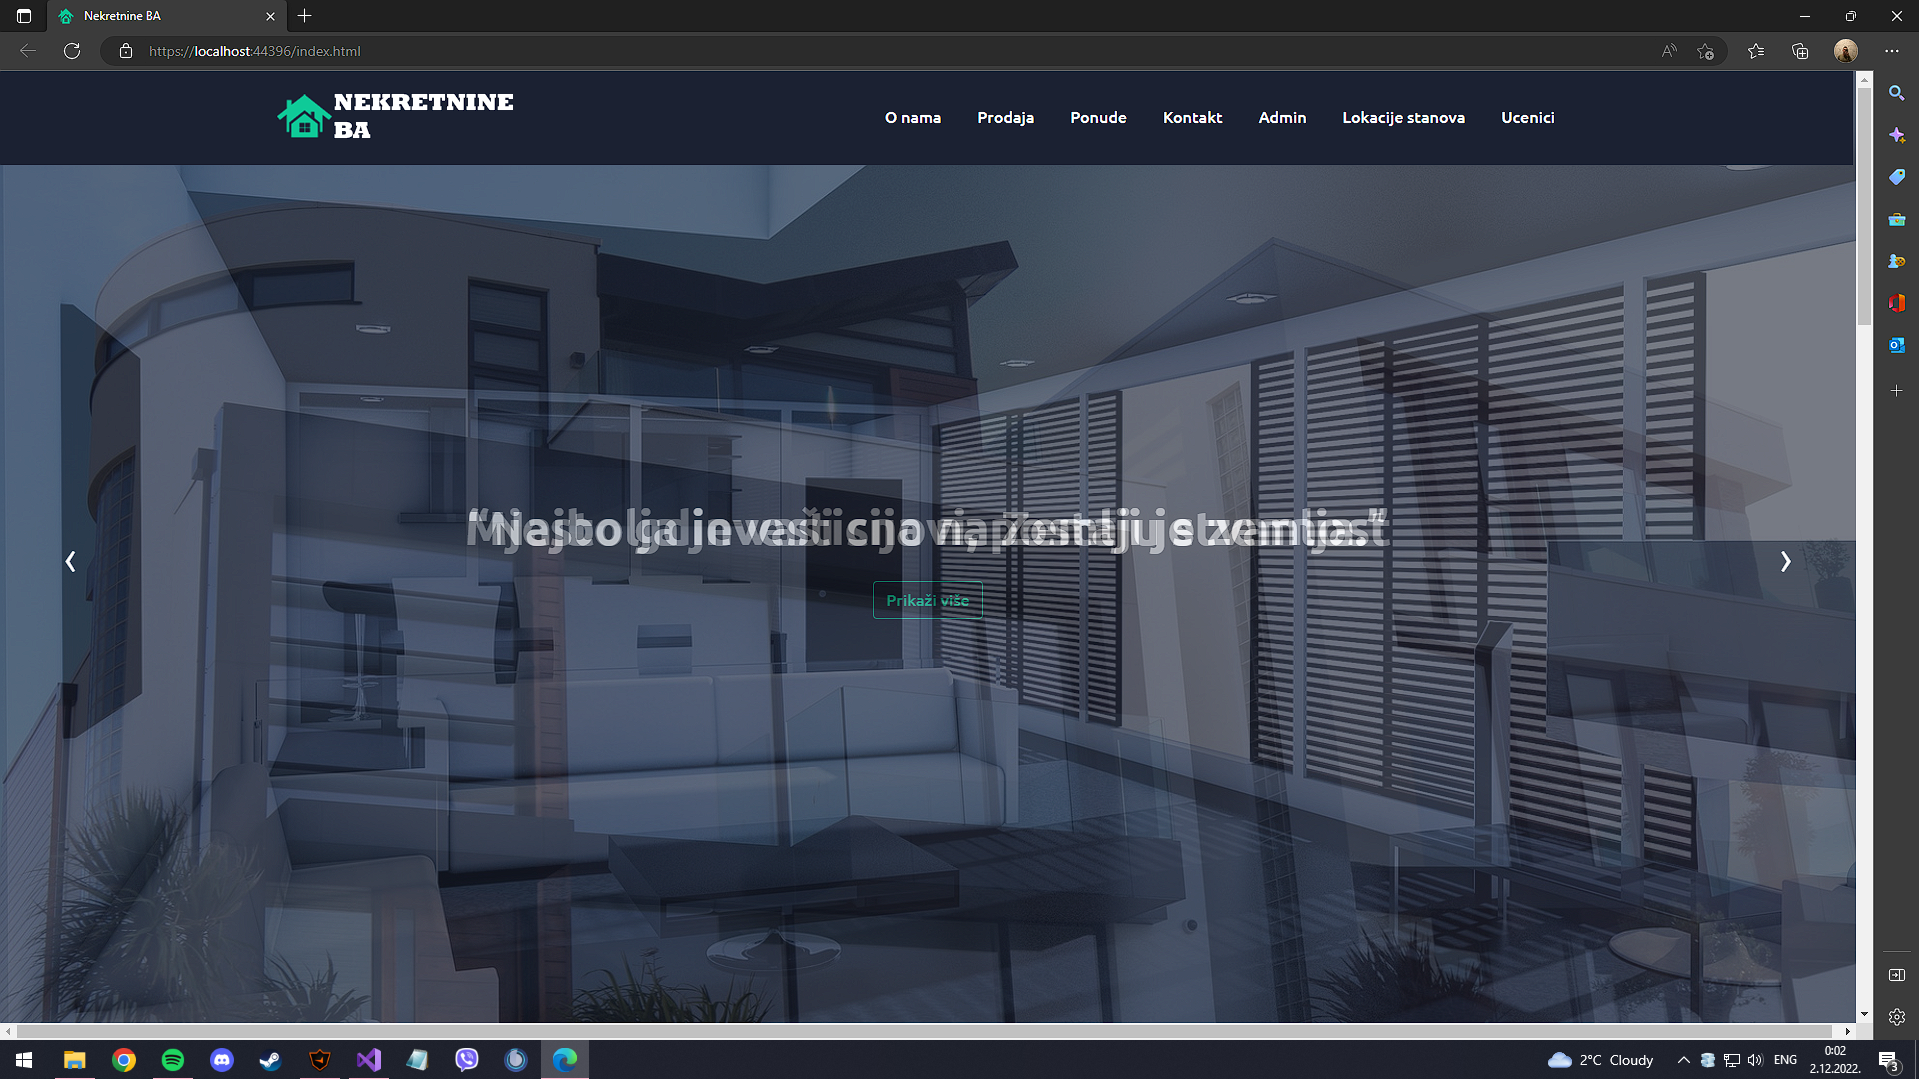 Nekretnine BA
https://localhost:44396/index.html
NEKRETNINE
BA
O nama Prodaja Ponude Kontakt Admin Lokacije stanova Ucenici
Prikaži više
2°C Cloudy
ENG
0:02
2.12.2022.
3